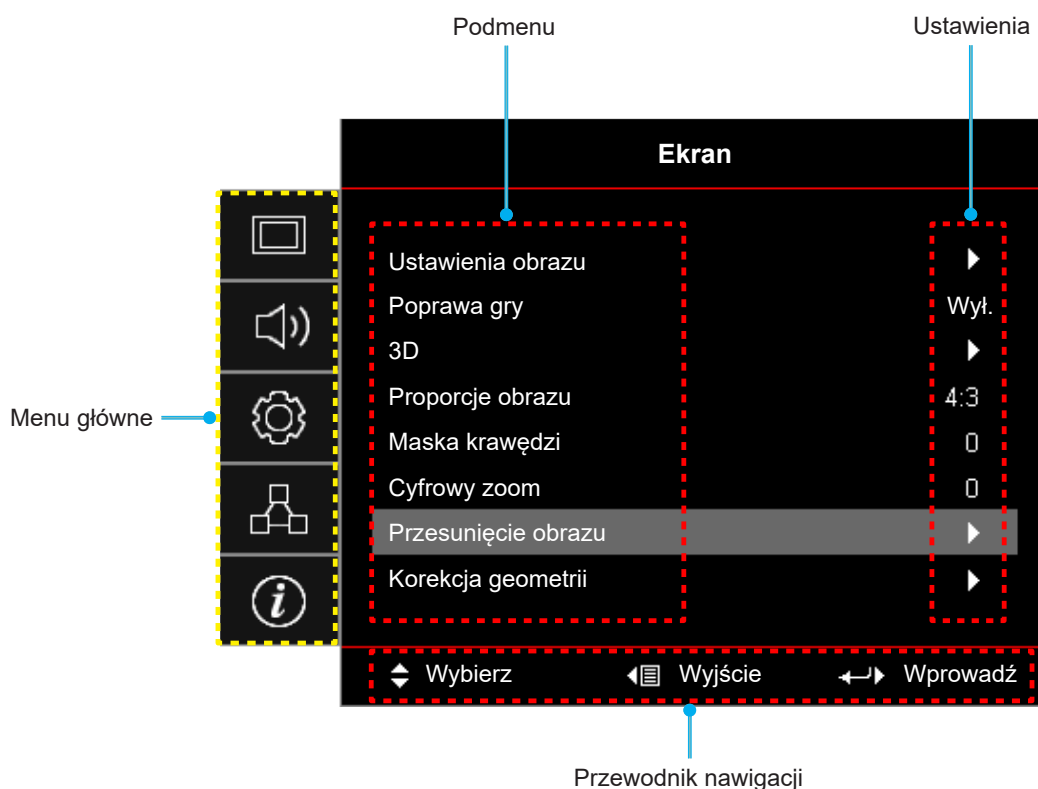 Podmenu
Ustawienia
Ekran
Ustawienia obrazu
Poprawa gry Wył.
3D
Proporcje obrazu 4:3
Menu główne
Maska krawędzi 0
Cyfrowy zoom 0
Przesunięcie obrazu
Korekcja geometrii
Wybierz Wyjście Wprowadź
Przewodnik nawigacji